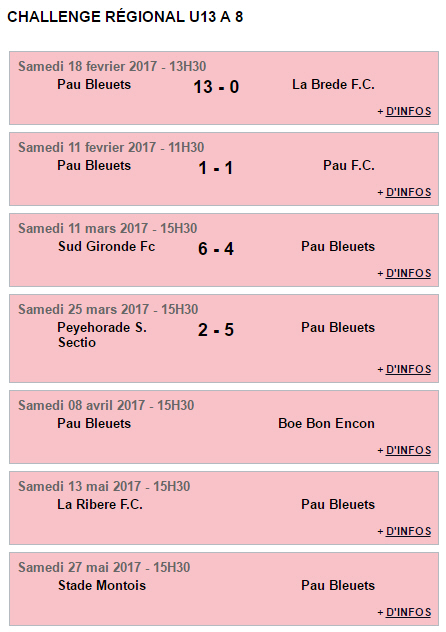 CHALLENGE RÉGIONAL U13 A 8
Samedi 18 fevrier 2017 - 13H30
Pau Bleuets 13 - 0 La Brede F.C.
+ D'INFOS
Samedi 11 fevrier 2017 - 11H30
Pau Bleuets 1 - 1 Pau F.C.
+ D'INFOS
Samedi 11 mars 2017 - 15H30
Sud Gironde Fc 6 - 4 Pau Bleuets
+ D'INFOS
Samedi 25 mars 2017 - 15H30
Peyehorade S. 2 - 5 Pau Bleuets
Sectio
+ D'INFOS
Samedi 08 avril 2017 - 15H30
Pau Bleuets Boe Bon Encon
+ D'INFOS
Samedi 13 mai 2017 - 15H30
La Ribere F.C. Pau Bleuets
+ D'INFOS
Samedi 27 mai 2017 - 15H30
Stade Montois Pau Bleuets
+ D'INFOS